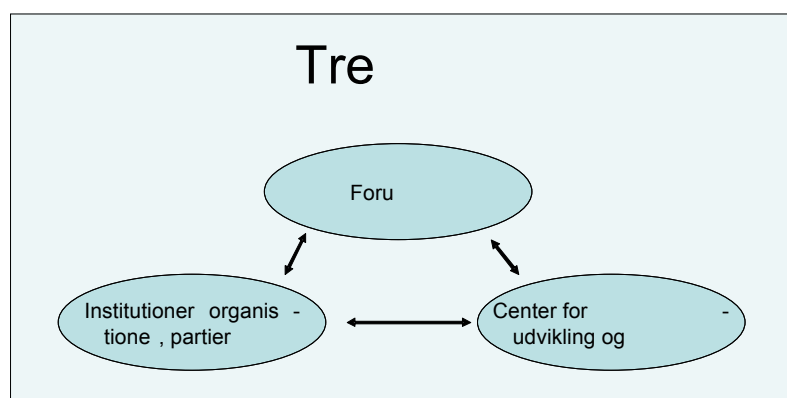 Tre
Foru
Institutioner organis -
tione , partier
Center for -
udvikling og